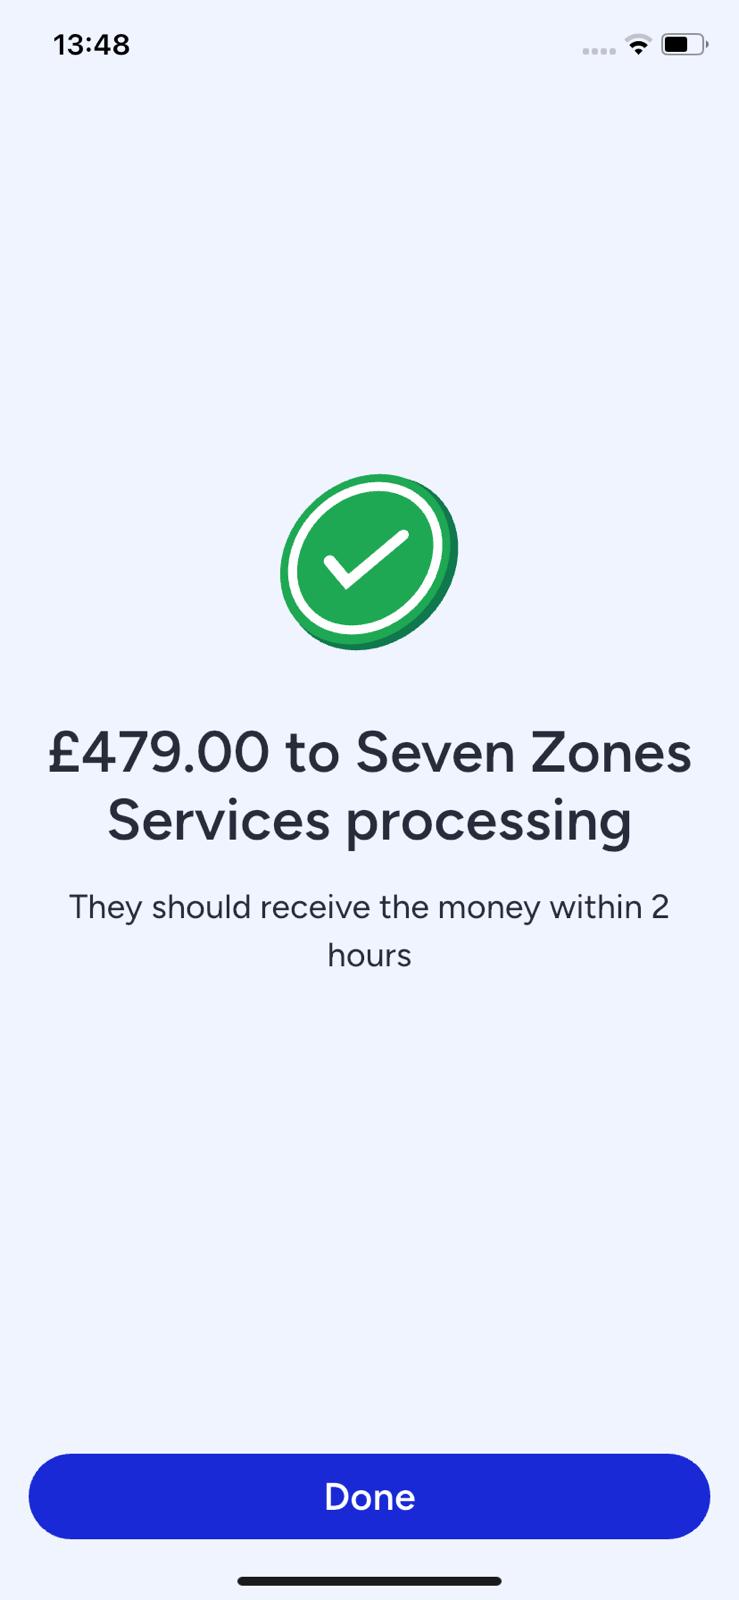 13:48
£479.00 to Seven Zones
Services processing
They should receive the money within 2
hours
Done